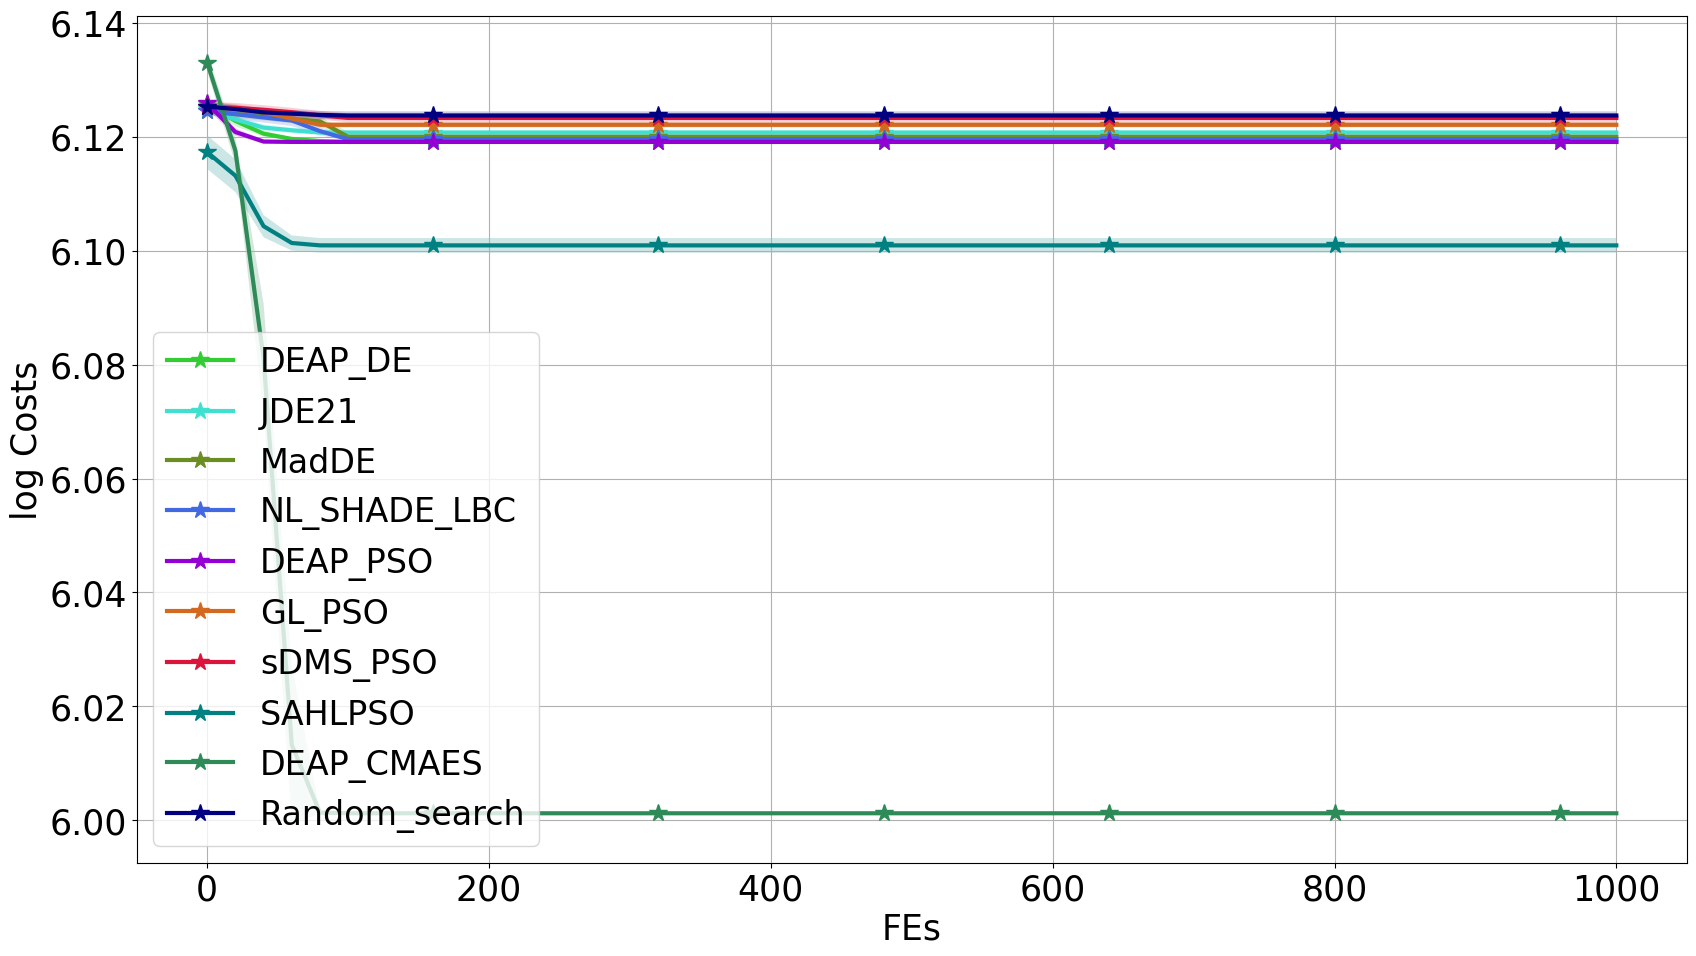 6.14
6.12
6.10
6.08
6.06
6.04
6.02
6.00
log Costs
DEAP_DE
JDE21
MadDE
NL_SHADE_LBC
DEAP_PSO
GL_PSO
sDMS_PSO
SAHLPSO
DEAP_CMAES
Random_search
0 200 400 600 800 1000
FEs